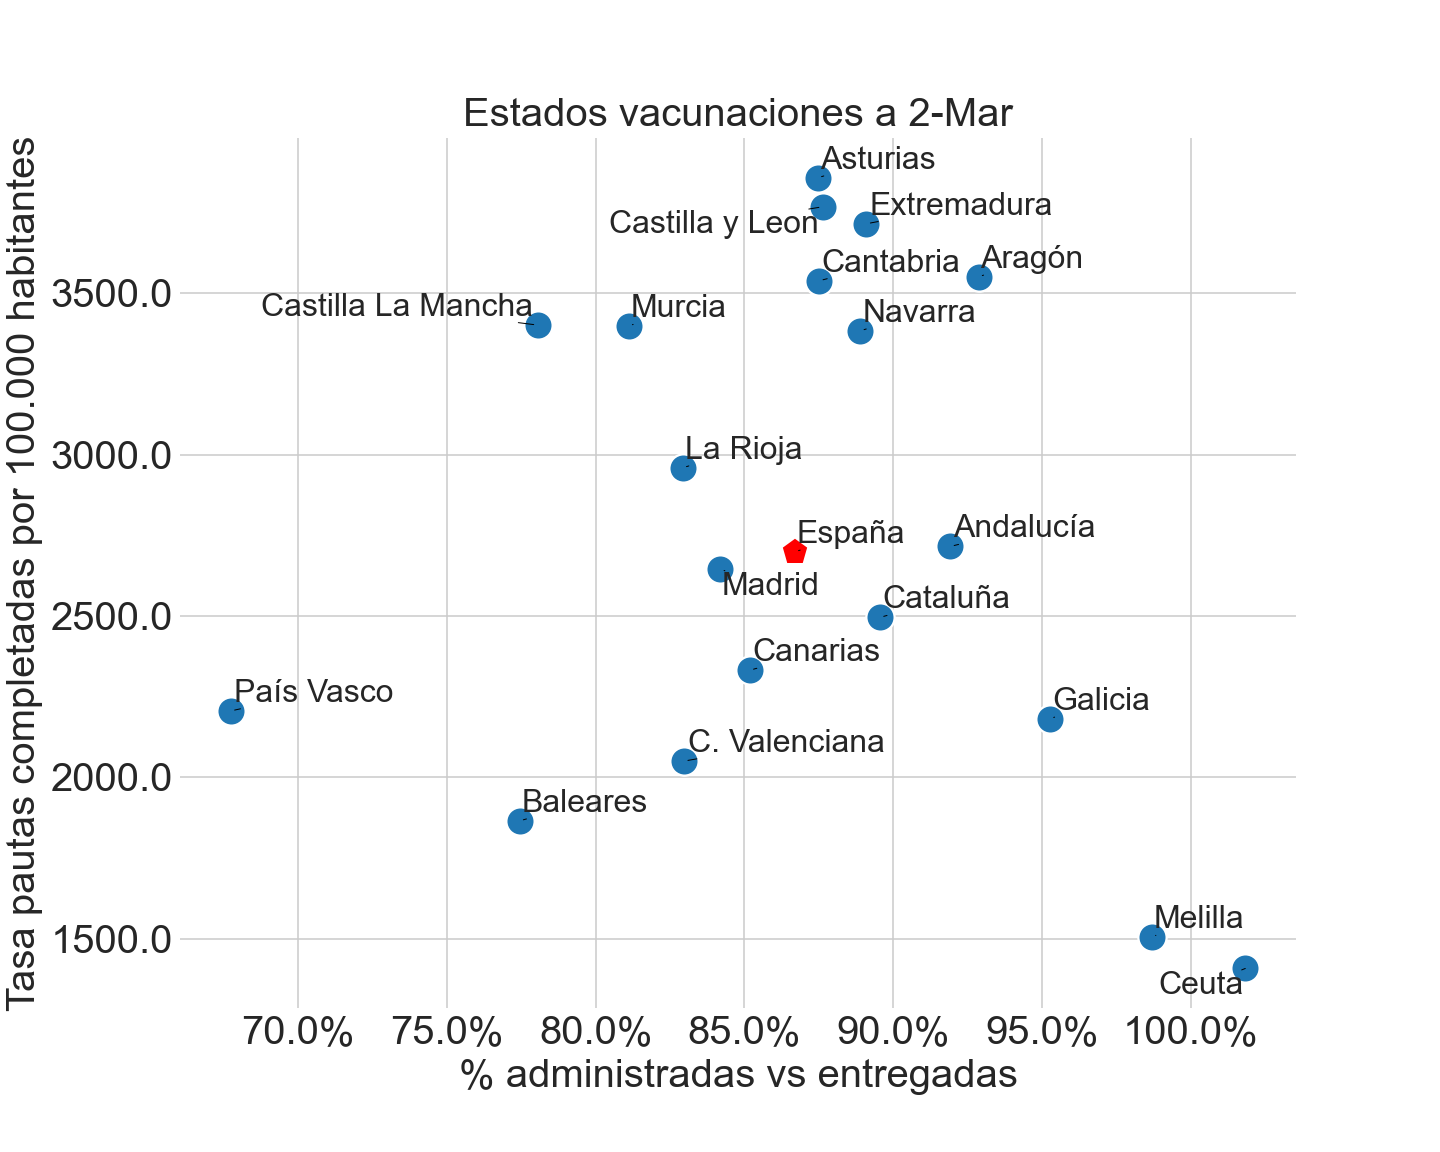 Estados vacunaciones a 2-Mar
Tasa pautas completadas por 100.000 habitantes
Asturias
Castilla y Leon
Extremadura
Cantabria
Aragón
3500.0
Castilla La Mancha
Murcia
Navarra
La Rioja
3000.0
España
Andalucía
Madrid
Cataluña
2500.0
Canarias
País Vasco
Galicia
C. Valenciana
2000.0
Baleares
Melilla
1500.0
Ceuta
70.0% 75.0% 80.0% 85.0% 90.0% 95.0% 100.0%
% administradas vs entregadas